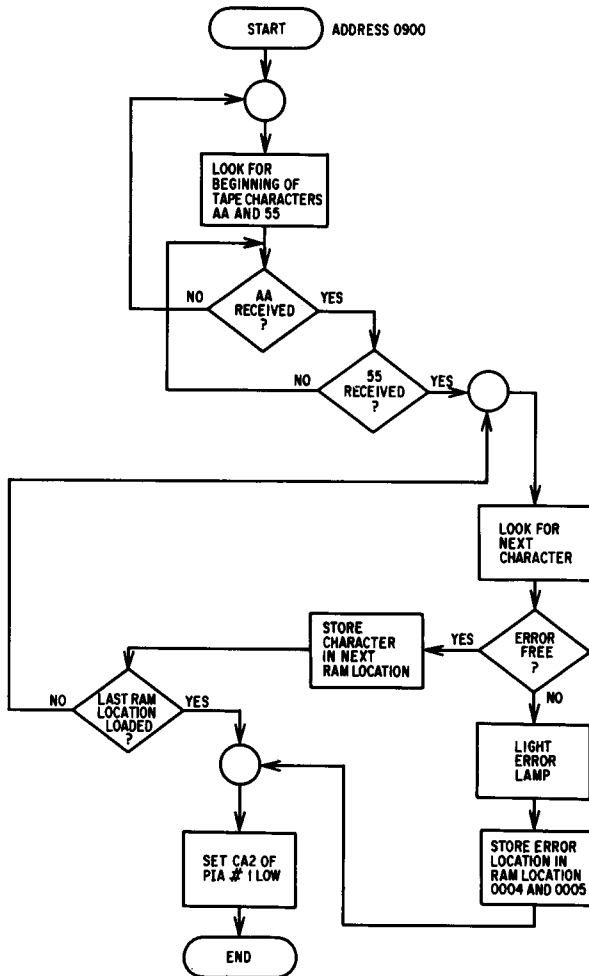 START
ADDRESS 0900
LOOK FOR
BEGINNING OF
TAPE CHARACTERS
AA AND 55
NO
AA
RECEIVED
?
YES
NO
55
RECEIVED
?
YES
LOOK FOR
NEXT
CHARACTER
STORE
CHARACTER
IN NEXT
RAM LOCATION
YES
ERROR
FREE
?
NO
NO
LAST RAM
LOCATION
LOADED
?
YES
LIGHT
ERROR
LAMP
SET CA2 OF
PIA # 1 LOW
STORE ERROR
LOCATION IN
RAM LOCATION
0004 AND 0005
END